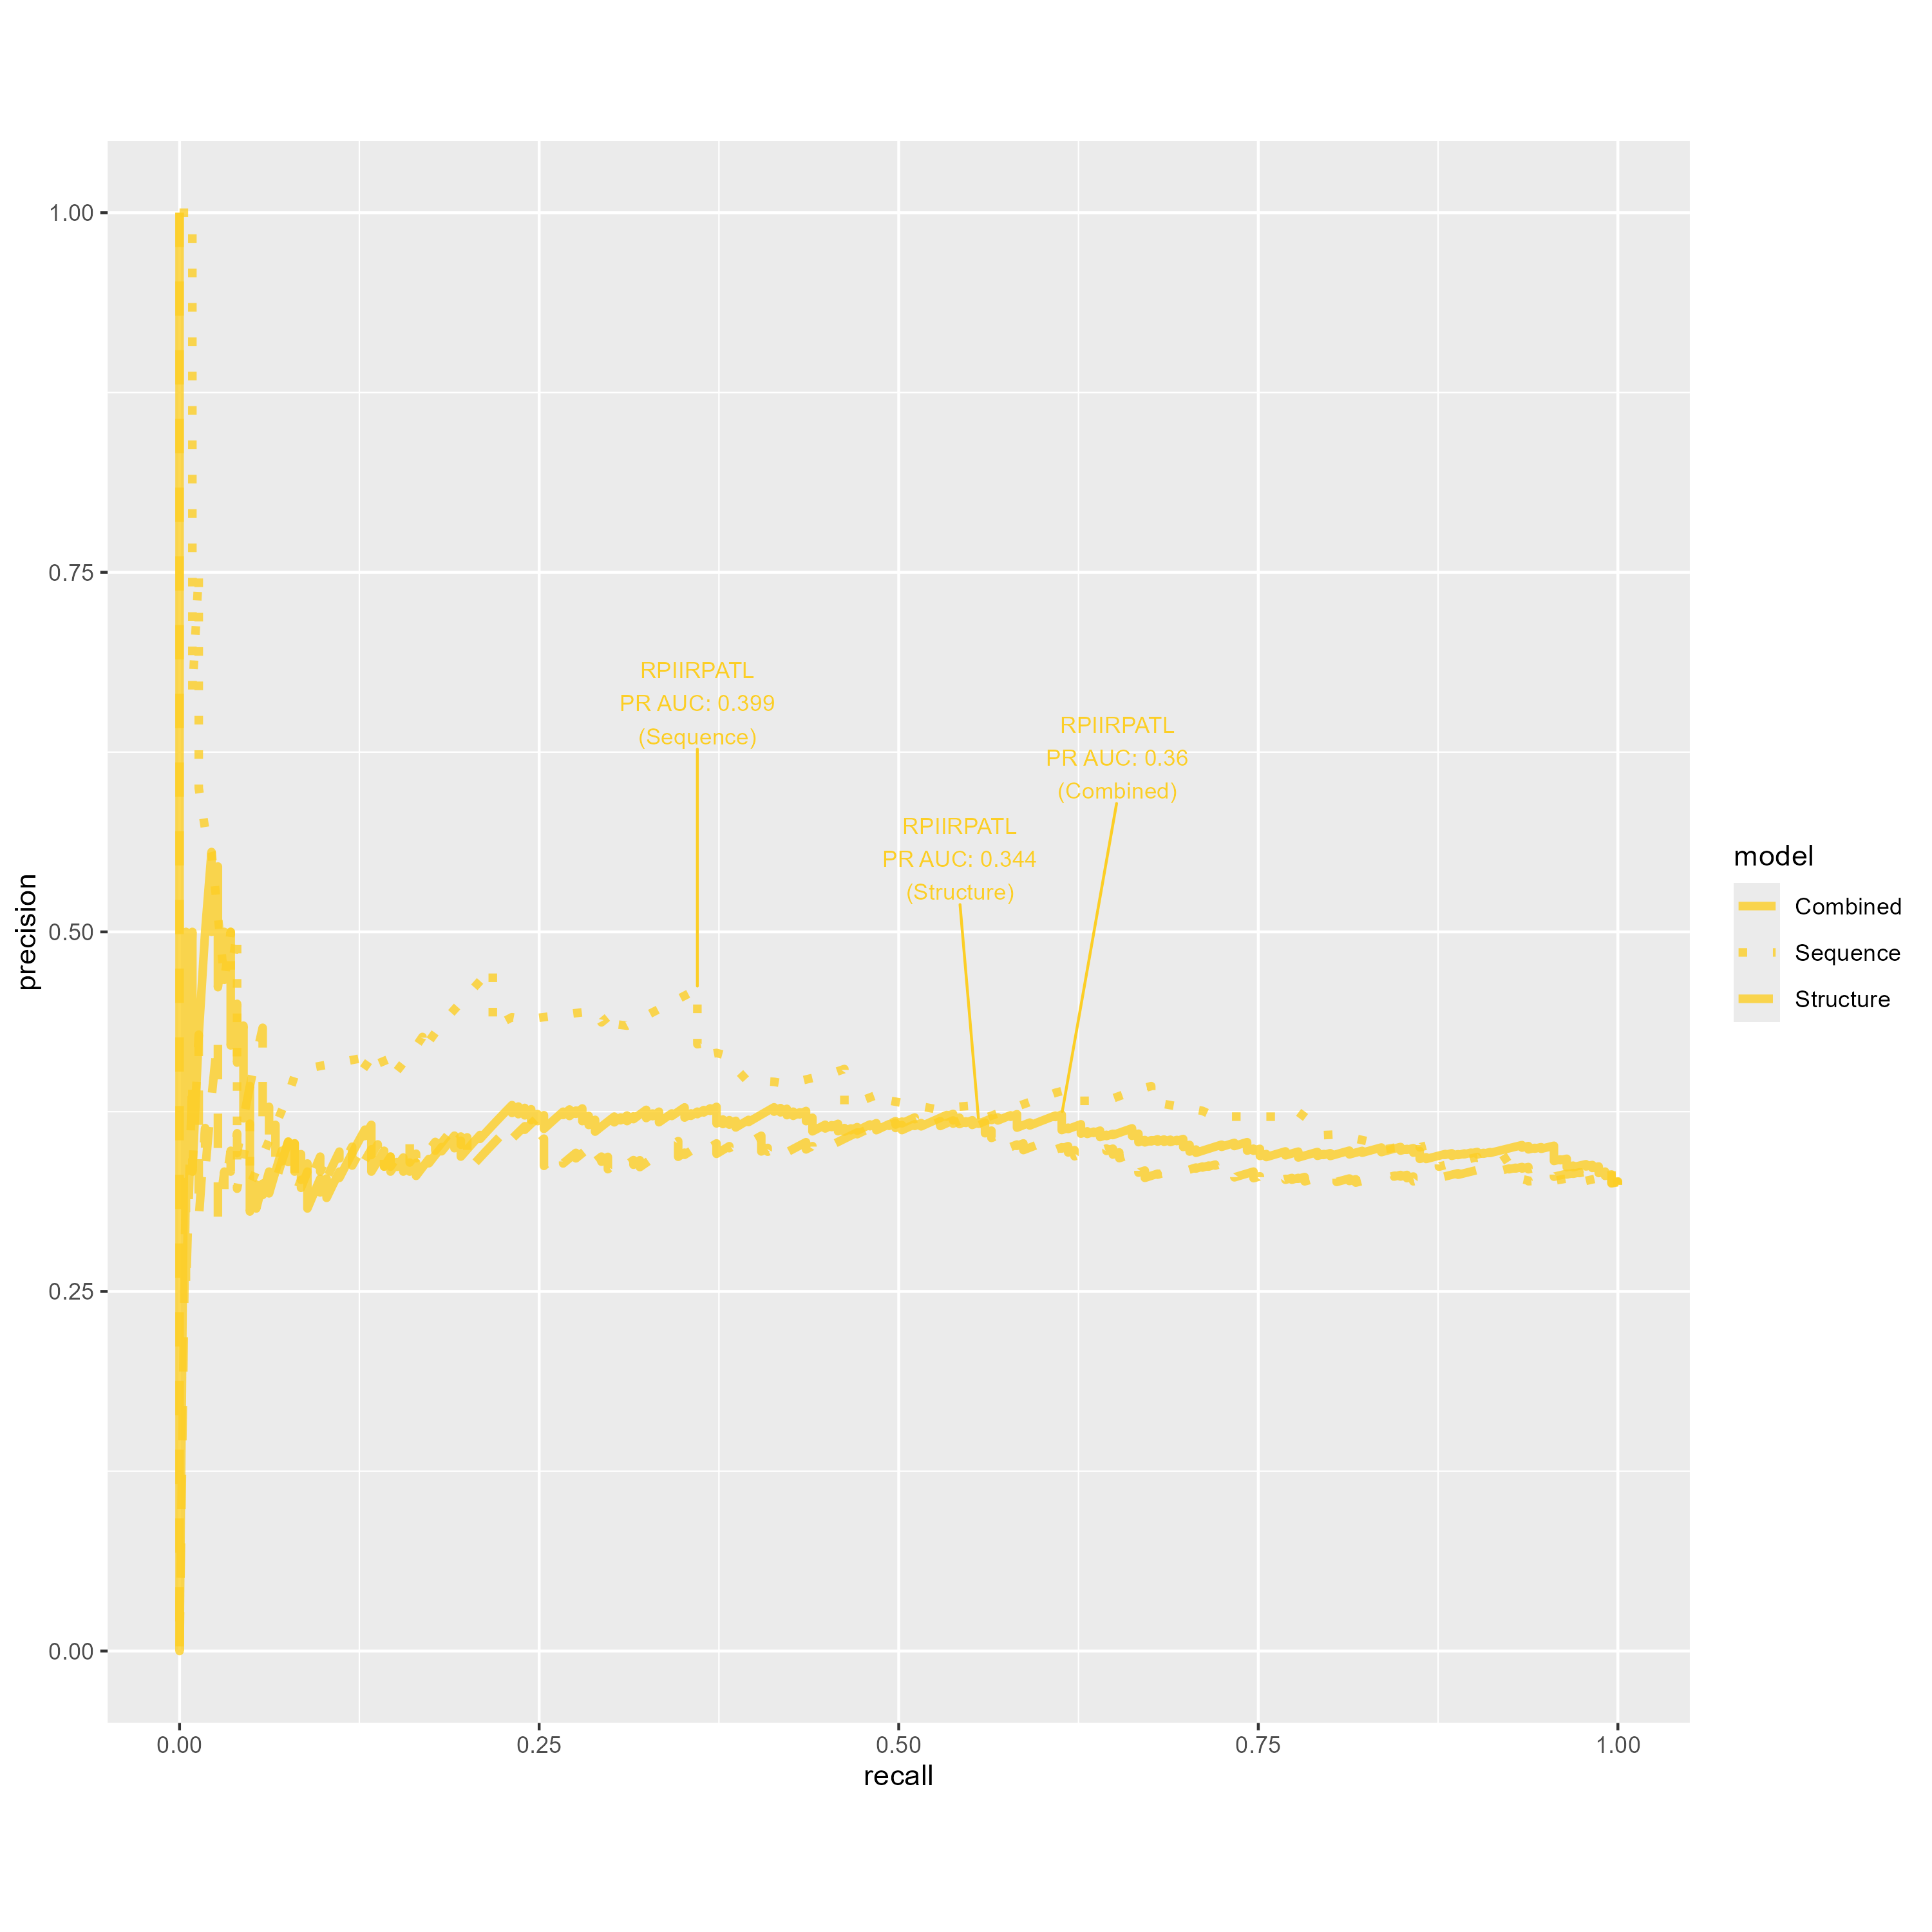 1.00
0.75
0.50
0.25
0.00
precision
RPIIRPATL
PR AUC: 0.399
(Sequence)
RPIIRPATL
PR AUC: 0.36
(Combined)
RPIIRPATL
PR AUC: 0.344
(Structure)
model
Combined
Sequence
Structure
0.00
0.25
0.50
0.75
1.00
recall